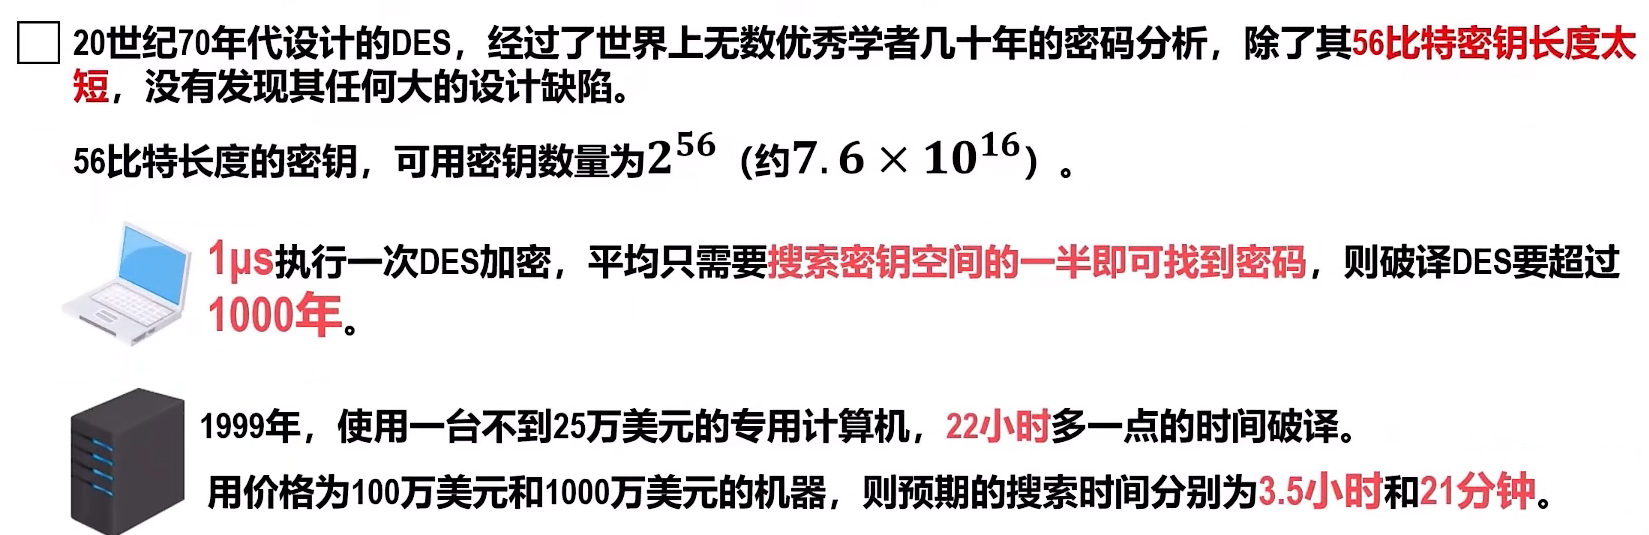 20世纪70年代设计的DES，经过了世界上无数优秀学者几十年的密码分析，除了其56比特密钥长度太
短，没有发现其任何大的设计缺陷。
56比特长度的密钥，可用密钥数量为2⁵⁶（约7.6 × 10¹⁶）。
1μs执行一次DES加密，平均只需要搜索密钥空间的一半即可找到密码，则破译DES要超过
1000年。
1999年，使用一台不到25万美元的专用计算机，22小时多一点的时间破译。
用价格为100万美元和1000万美元的机器，则预期的搜索时间分别为3.5小时和21分钟。